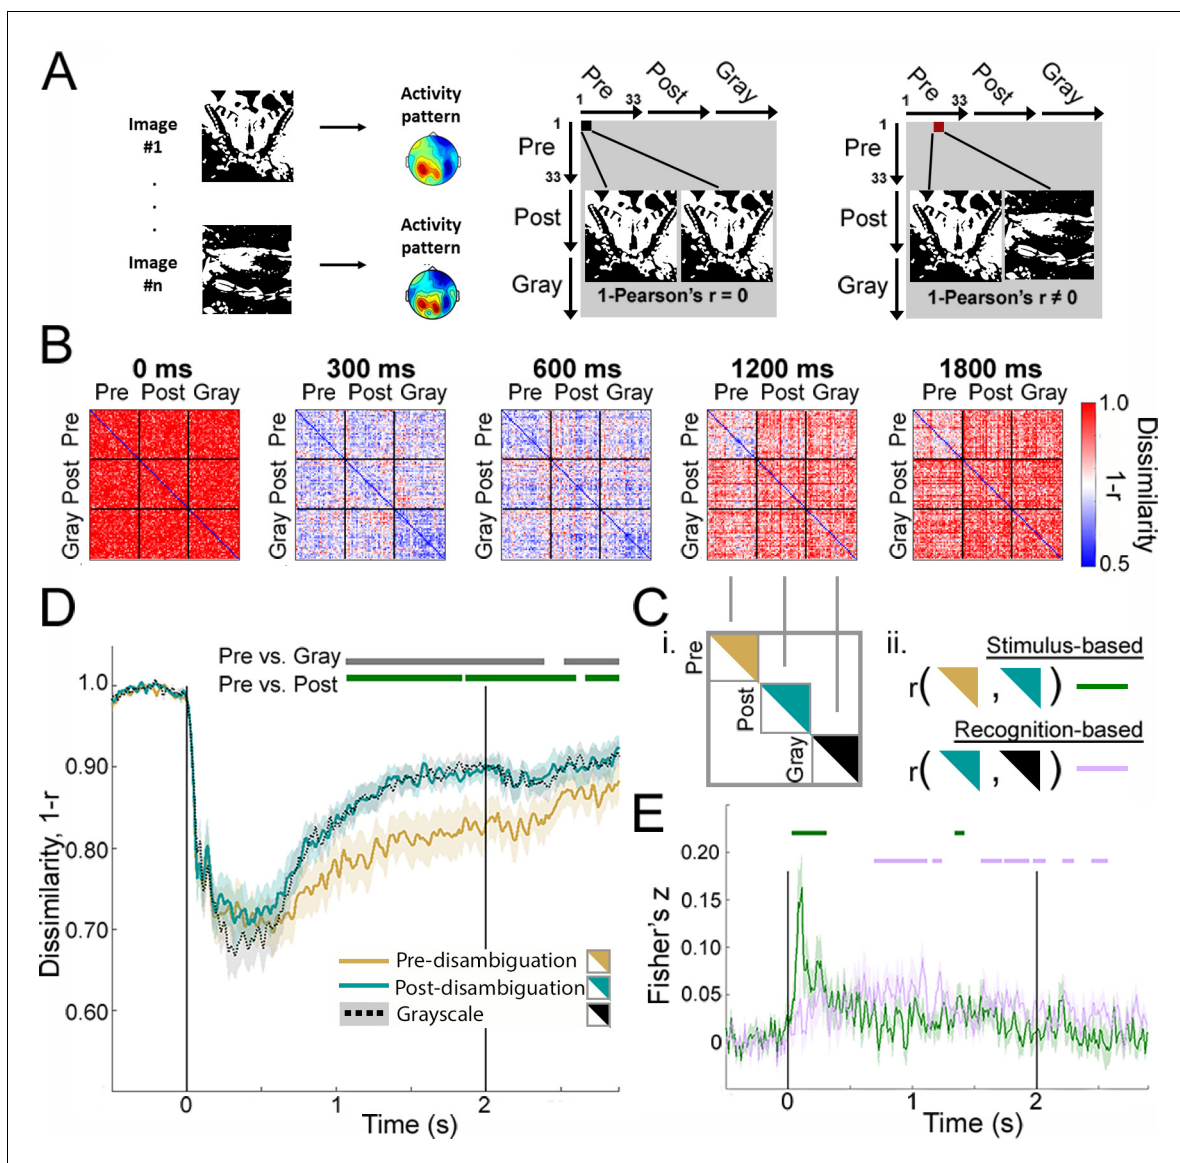 A
Image
#1
Activity
pattern
.
.
.
Image
#n
Activity
pattern
Pre
Post
Gray
1
33
1
Pre
33
Post
Gray
1-Pearson's r = 0
Pre
Post
Gray
1
33
1
Pre
33
Post
Gray
1-Pearson's r ≠ 0
B
0 ms
Pre Post Gray
Pre
Post
Gray
300 ms
Pre Post Gray
Pre
Post
Gray
600 ms
Pre Post Gray
Pre
Post
Gray
1200 ms
Pre Post Gray
Pre
Post
Gray
1800 ms
Pre Post Gray
Pre
Post
Gray
1.0
0.5
1-r
Dissimilarity
D
Pre vs. Gray
Pre vs. Post
1.0
0.90
0.80
0.70
0.60
Dissimilarity, 1-r
Pre-disambiguation
Post-disambiguation
Grayscale
0
1
2
Time (s)
C
i.
Pre
Post
Gray
ii.
Stimulus-based
r( , )
Recognition-based
r( , )
E
0.20
0.15
0.10
0.05
0
Fisher's z
0
1
2
Time (s)